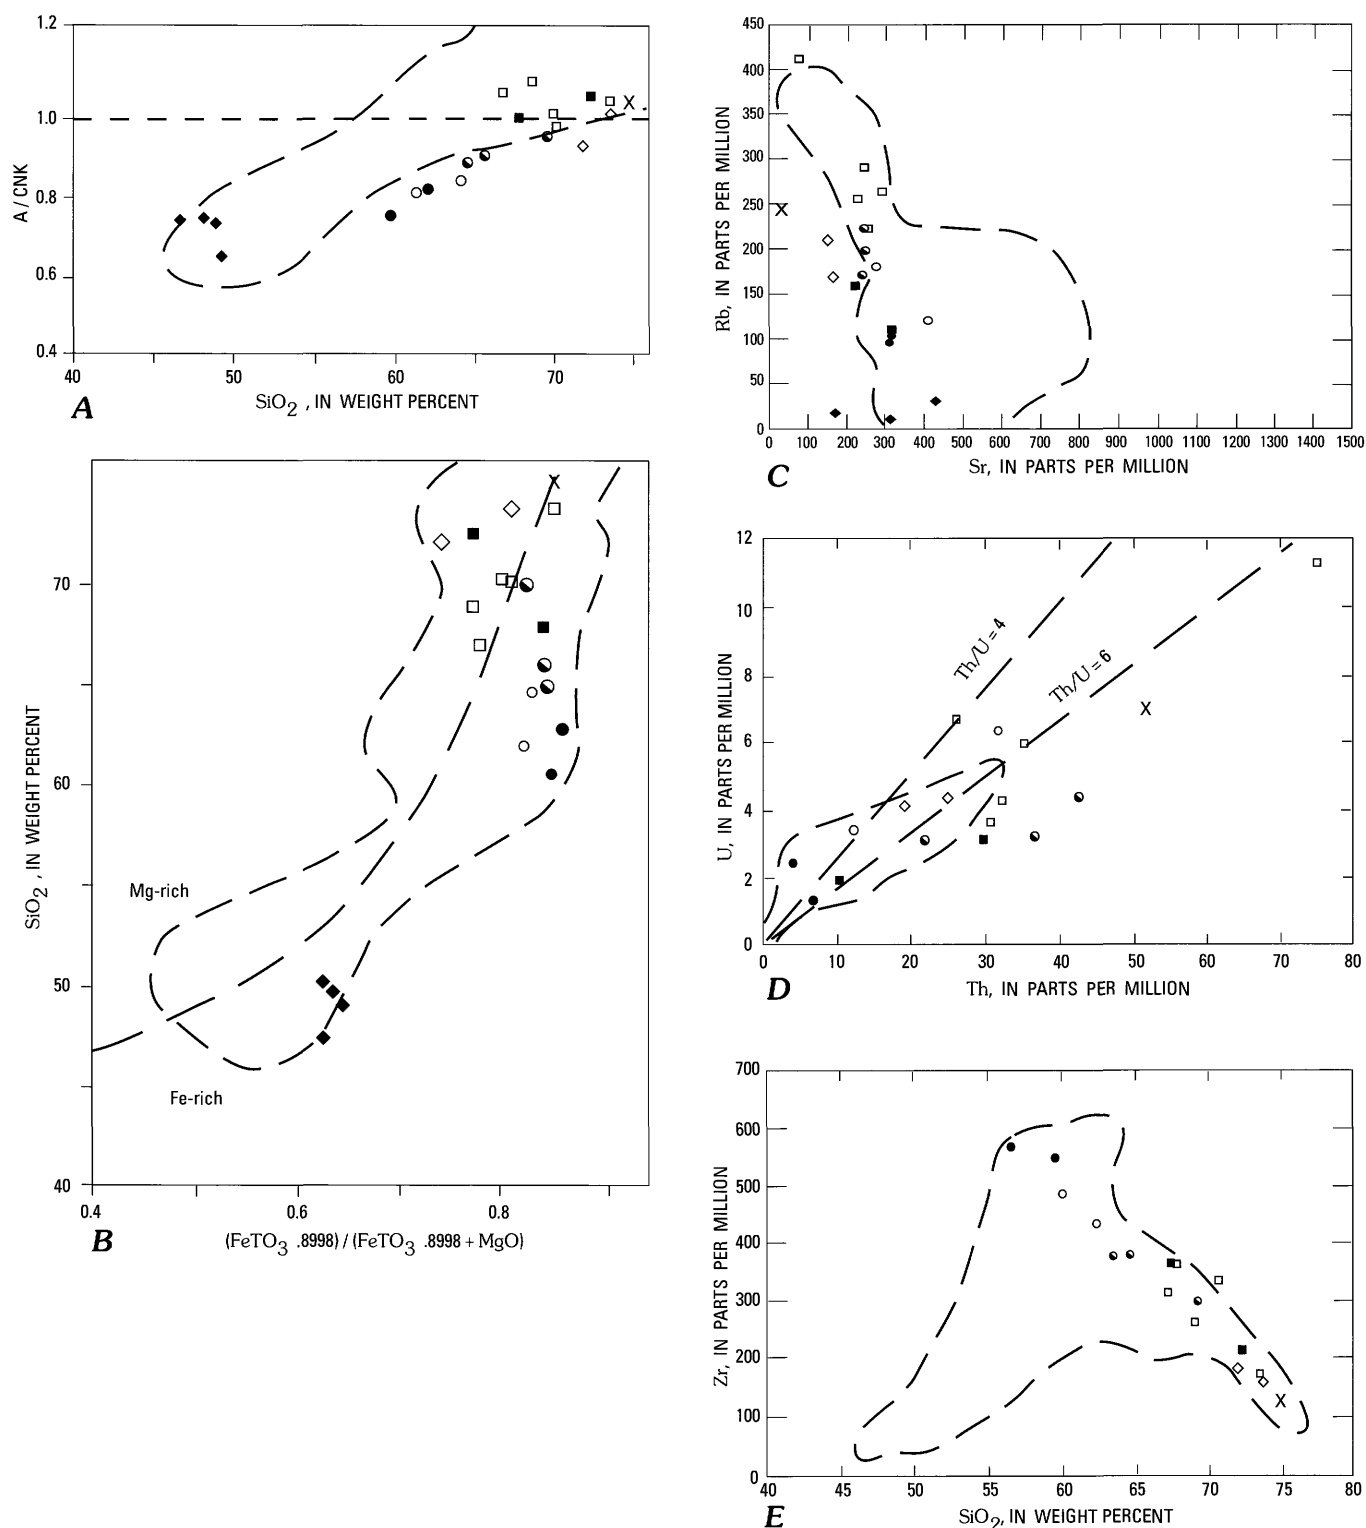 1.2
1.0
0.8
0.6
0.4
A / CNK
40
50
60
70
SiO2 , IN WEIGHT PERCENT
A
70
60
50
40
SiO2 , IN WEIGHT PERCENT
Mg-rich
Fe-rich
X
0.4
0.6
0.8
(FeTO3 .8998) / (FeTO3 .8998 + MgO)
B
450
400
350
300
250
200
150
100
50
0
Rb, IN PARTS PER MILLION
X
0 100 200 300 400 500 600 700 800 900 1000 1100 1200 1300 1400 1500
Sr, IN PARTS PER MILLION
C
12
10
8
6
4
2
0
U, IN PARTS PER MILLION
Th/U = 4
Th/U = 6
X
0 10 20 30 40 50 60 70 80
Th, IN PARTS PER MILLION
D
700
600
500
400
300
200
100
0
Zr, IN PARTS PER MILLION
X
40 45 50 55 60 65 70 75 80
SiO2, IN WEIGHT PERCENT
E